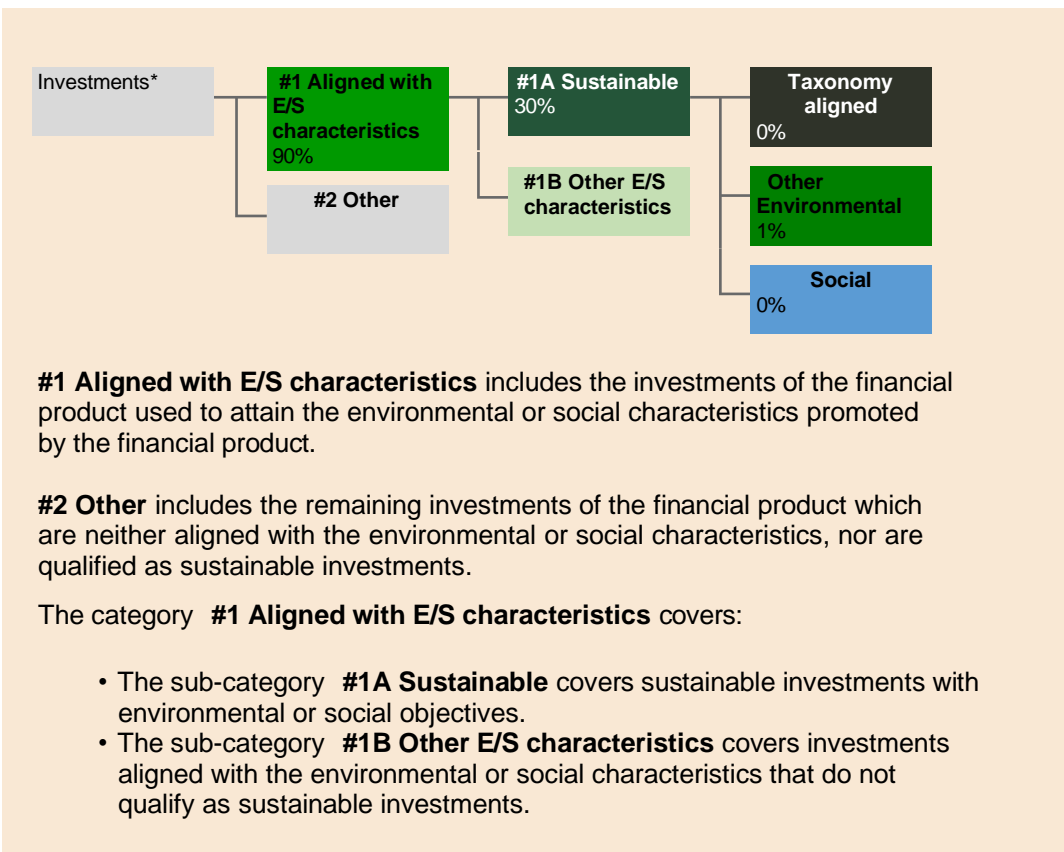 Investments*
#1 Aligned with
E/S
characteristics
90%
#2 Other
#1A Sustainable
30%
#1B Other E/S
characteristics
Taxonomy
aligned
0%
Other
Environmental
1%
Social
0%
#1 Aligned with E/S characteristics includes the investments of the financial
product used to attain the environmental or social characteristics promoted
by the financial product.
#2 Other includes the remaining investments of the financial product which
are neither aligned with the environmental or social characteristics, nor are
qualified as sustainable investments.
The category #1 Aligned with E/S characteristics covers:
• The sub-category #1A Sustainable covers sustainable investments with
environmental or social objectives.
• The sub-category #1B Other E/S characteristics covers investments
aligned with the environmental or social characteristics that do not
qualify as sustainable investments.